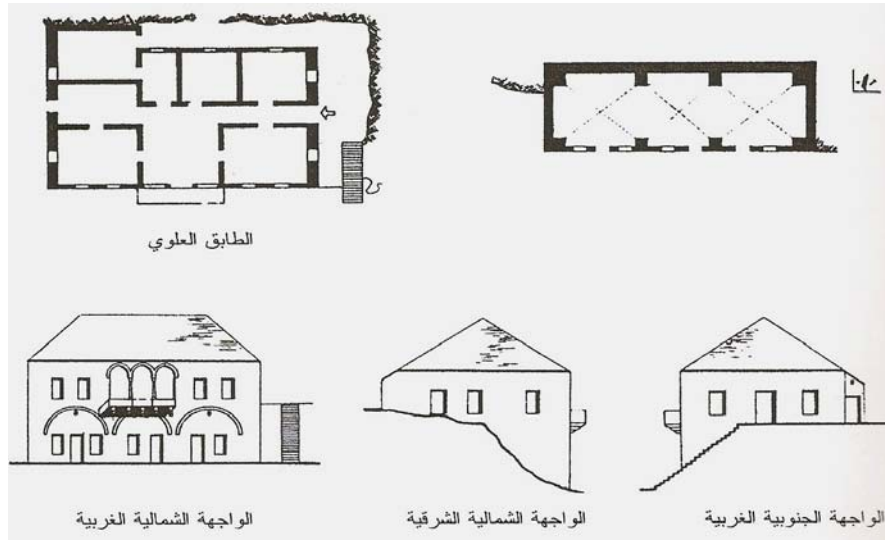 الطابق العلوي
الواجهة الجنوبية الغربية
الواجهة الشمالية الشرقية
الواجهة الشمالية الغربية